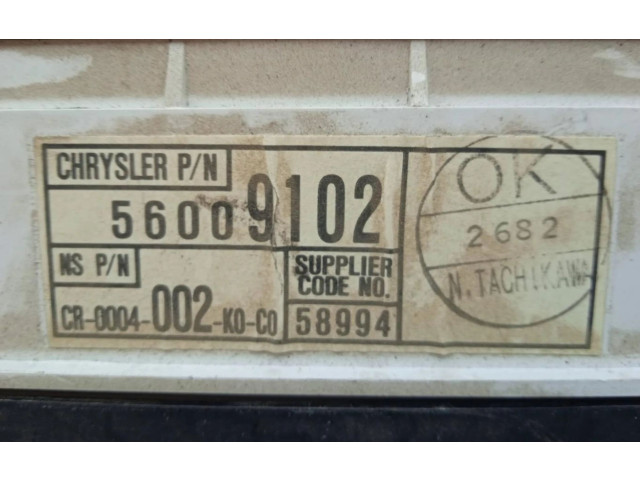 CHRYSLER P/N
56009102
NS P/N
CR-0004-002-KO-CO
SUPPLIER
CODE NO.
58994
OK
2682
N.TACHIKAWA